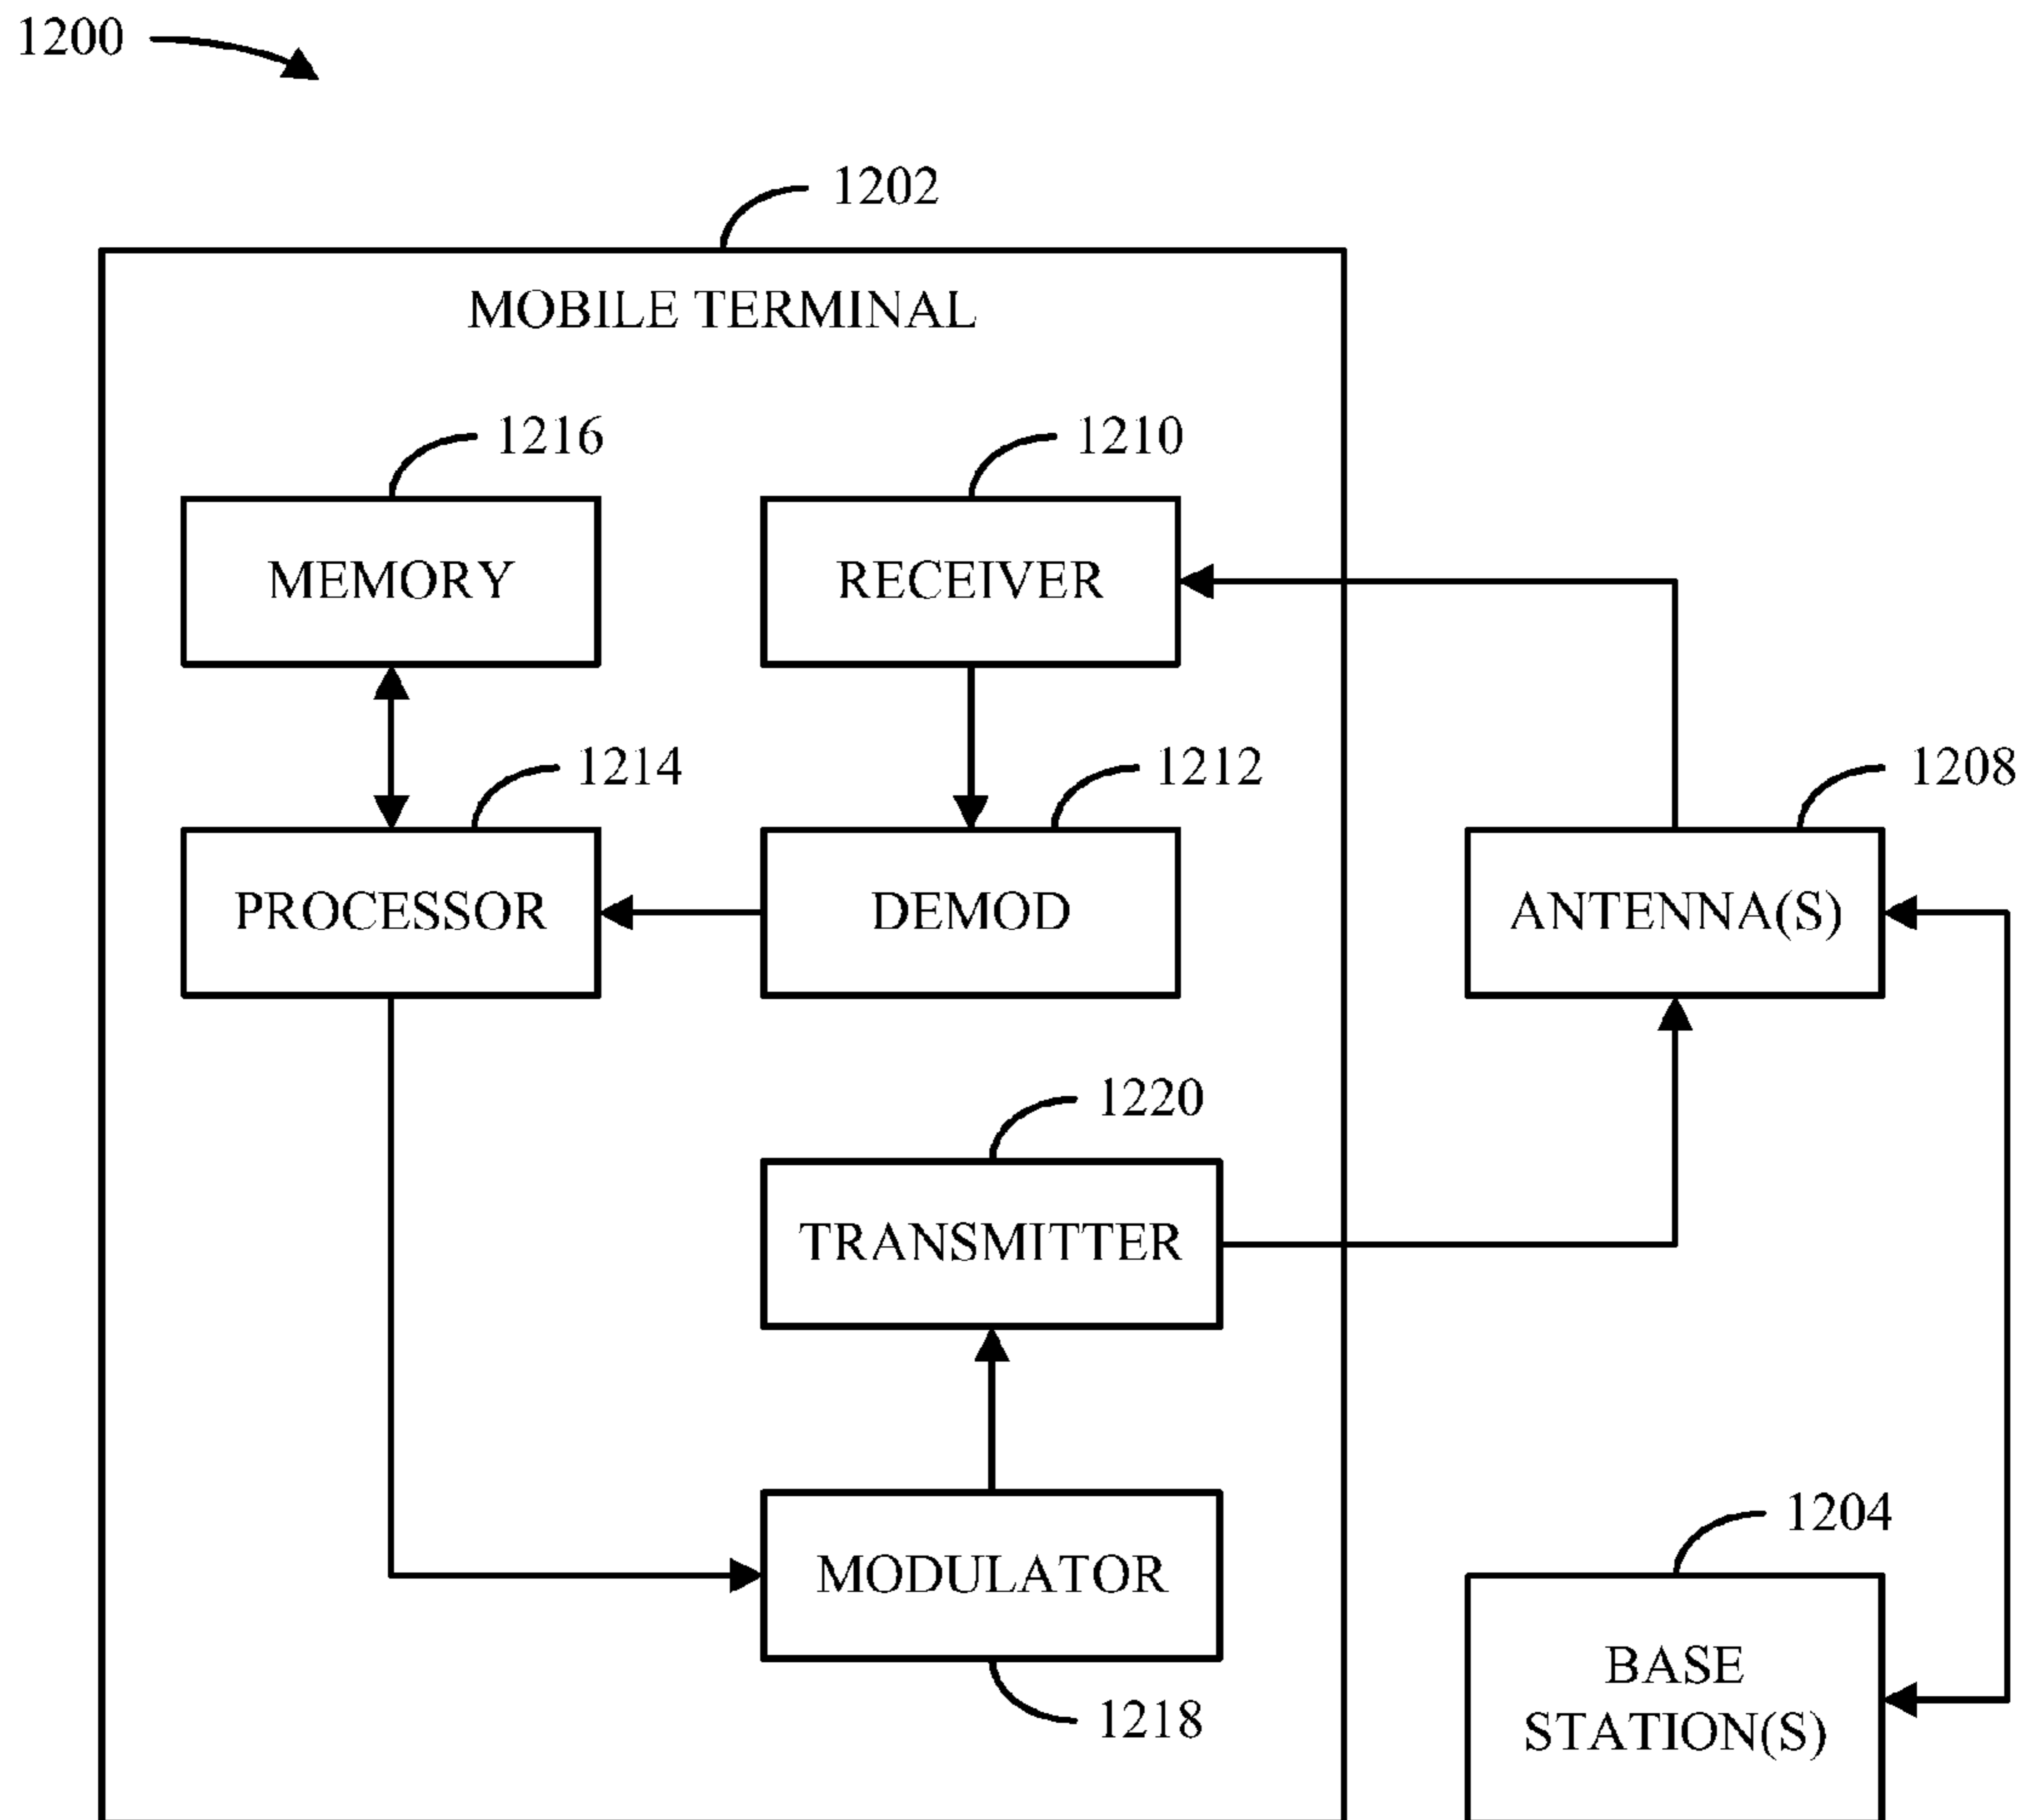 1200
1202
MOBILE TERMINAL
1216
1210
MEMORY
RECEIVER
1214
1212
1208
PROCESSOR
DEMOD
ANTENNA(S)
1220
TRANSMITTER
1204
MODULATOR
BASE
STATION(S)
1218